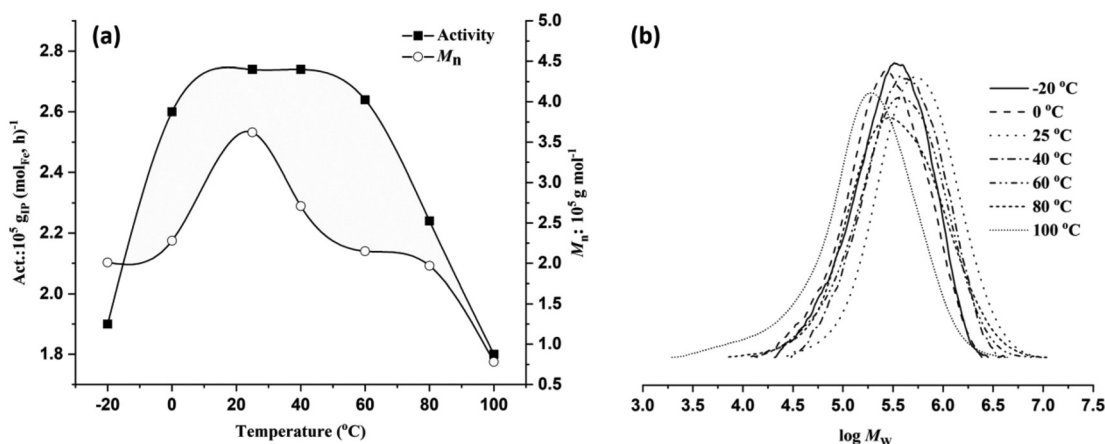 (a)
Activity
Mn
Act.:10⁵ gIP (molFe, h)⁻¹
2.8
2.6
2.4
2.2
2.0
1.8
5.0
4.5
4.0
3.5
3.0
2.5
2.0
1.5
1.0
0.5
Mn: 10⁵ g mol⁻¹
-20 0 20 40 60 80 100
Temperature (°C)
(b)
-20 °C
0 °C
25 °C
40 °C
60 °C
80 °C
100 °C
3.0 3.5 4.0 4.5 5.0 5.5 6.0 6.5 7.0 7.5
log MW